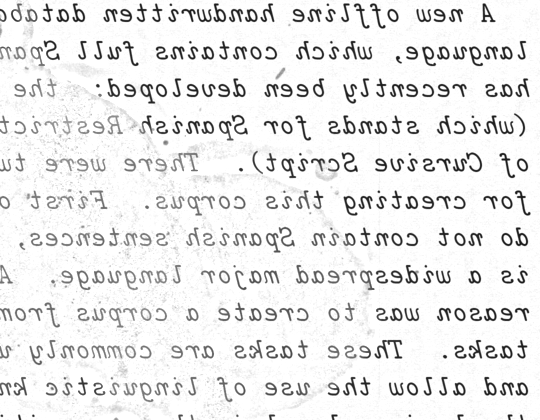 A new offline handwritten databa
language, which contains full Span
has recently been developed: the
(which stands for Spanish Restrict
of Cursive Script). There were tw
for creating this corpus. First o
do not contain Spanish sentences,
is a widespread major language. A
reason was to create a corpus from
tasks. These tasks are commonly u
and allow the use of linguistic kn